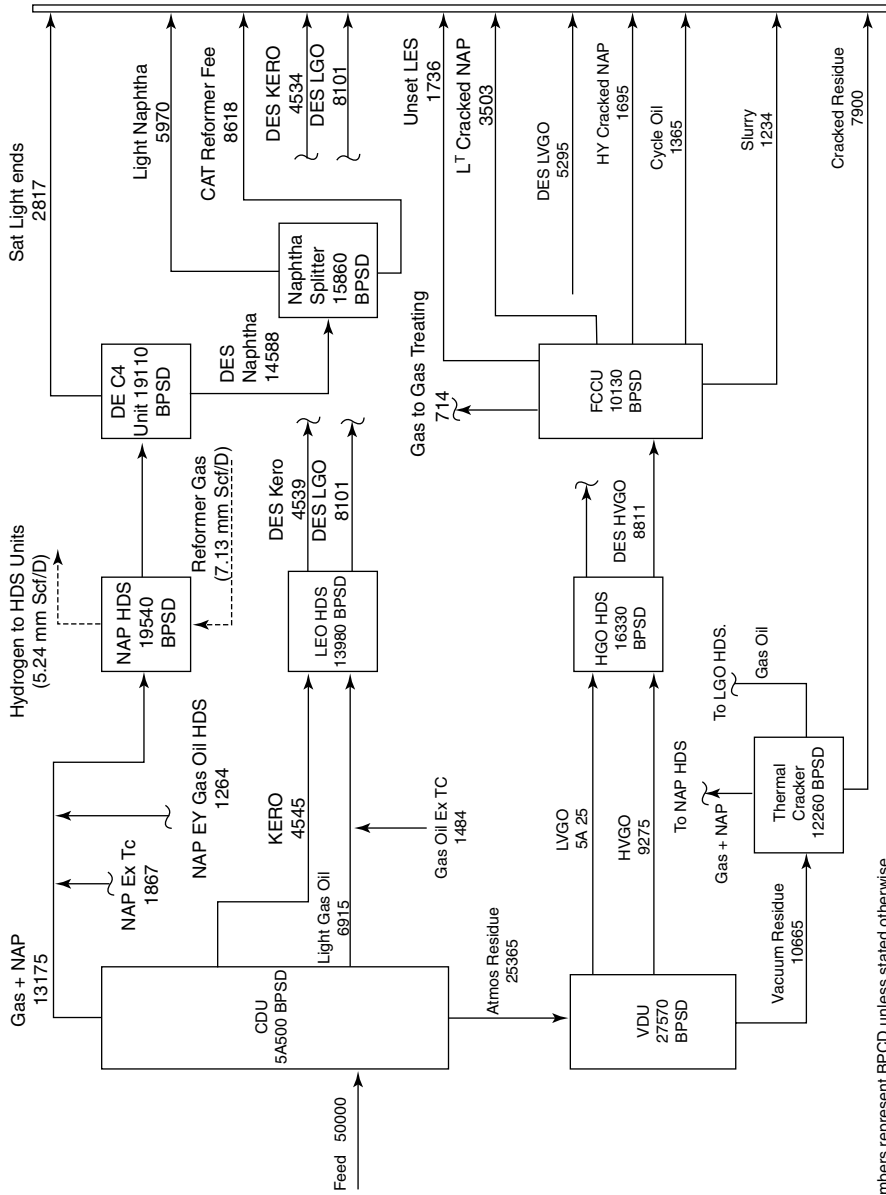 Sat Light ends
2817
Light Naphtha
5970
CAT Reformer Fee
8618
DES KERO
4534
DES LGO
8101
Unset LES
1736
LT Cracked NAP
3503
DES LVGO
5295
HY Cracked NAP
1695
Cycle Oil
1365
Slurry
1234
Cracked Residue
7900
DE C4
Unit 19110
BPSD
DES
Naphtha
14588
Naphtha
Splitter
15860
BPSD
Gas to Gas Treating
714
FCCU
10130
BPSD
Hydrogen to HDS Units
(5.24 mm Scf/D)
NAP HDS
19540
BPSD
Reformer Gas
(7.13 mm Scf/D)
DES Kero
4539
DES LGO
8101
LEO HDS
13980 BPSD
DES HVGO
8811
HGO HDS
16330
BPSD
To LGO HDS.
Gas Oil
To NAP HDS
Gas + NAP
Thermal
Cracker
12260 BPSD
Gas + NAP
13175
NAP Ex Tc
1867
NAP EY Gas Oil HDS
1264
KERO
4545
Light Gas Oil
6915
Gas Oil Ex TC
1484
LVGO
5A 25
HVGO
9275
Vacuum Residue
10665
CDU
5A500 BPSD
Atmos Residue
25365
VDU
27570
BPSD
Feed 50000
mbers represent BPCD unless stated otherwise